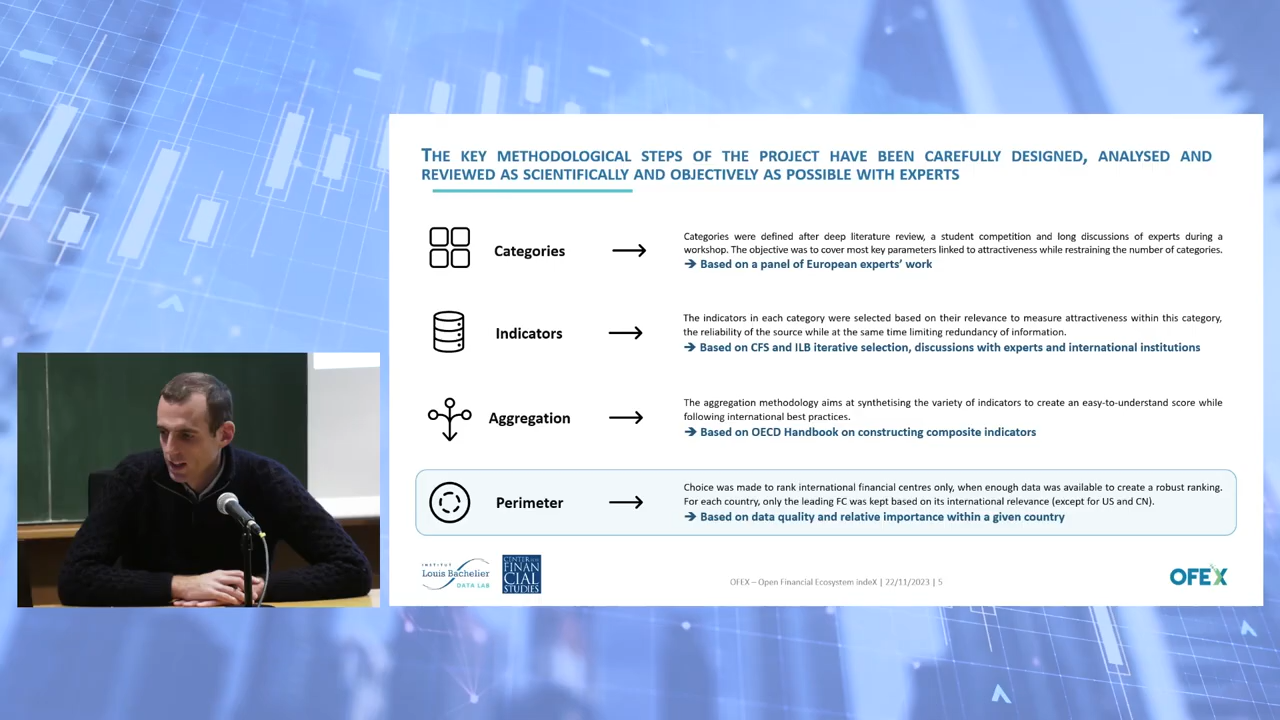 THE KEY METHODOLOGICAL STEPS OF THE PROJECT HAVE BEEN CAREFULLY DESIGNED, ANALYSED AND
REVIEWED AS SCIENTIFICALLY AND OBJECTIVELY AS POSSIBLE WITH EXPERTS
Categories
Categories were defined after deep literature review, a student competition and long discussions of experts during a
workshop. The objective was to cover most key parameters linked to attractiveness while restraining the number of categories.
➔ Based on a panel of European experts’ work
Indicators
The indicators in each category were selected based on their relevance to measure attractiveness within this category,
the reliability of the source while at the same time limiting redundancy of information.
➔ Based on CFS and ILB iterative selection, discussions with experts and international institutions
Aggregation
The aggregation methodology aims at synthetising the variety of indicators to create an easy-to-understand score while
following international best practices.
➔ Based on OECD Handbook on constructing composite indicators
Perimeter
Choice was made to rank international financial centres only, when enough data was available to create a robust ranking.
For each country, only the leading FC was kept based on its international relevance (except for US and CN).
➔ Based on data quality and relative importance within a given country
INSTITUT
Louis Bachelier
DATA LAB
CENTER FOR
FINAN
CIAL
STUDIES
OFEX – Open Financial Ecosystem indeX | 22/11/2023 | 5
OFEX